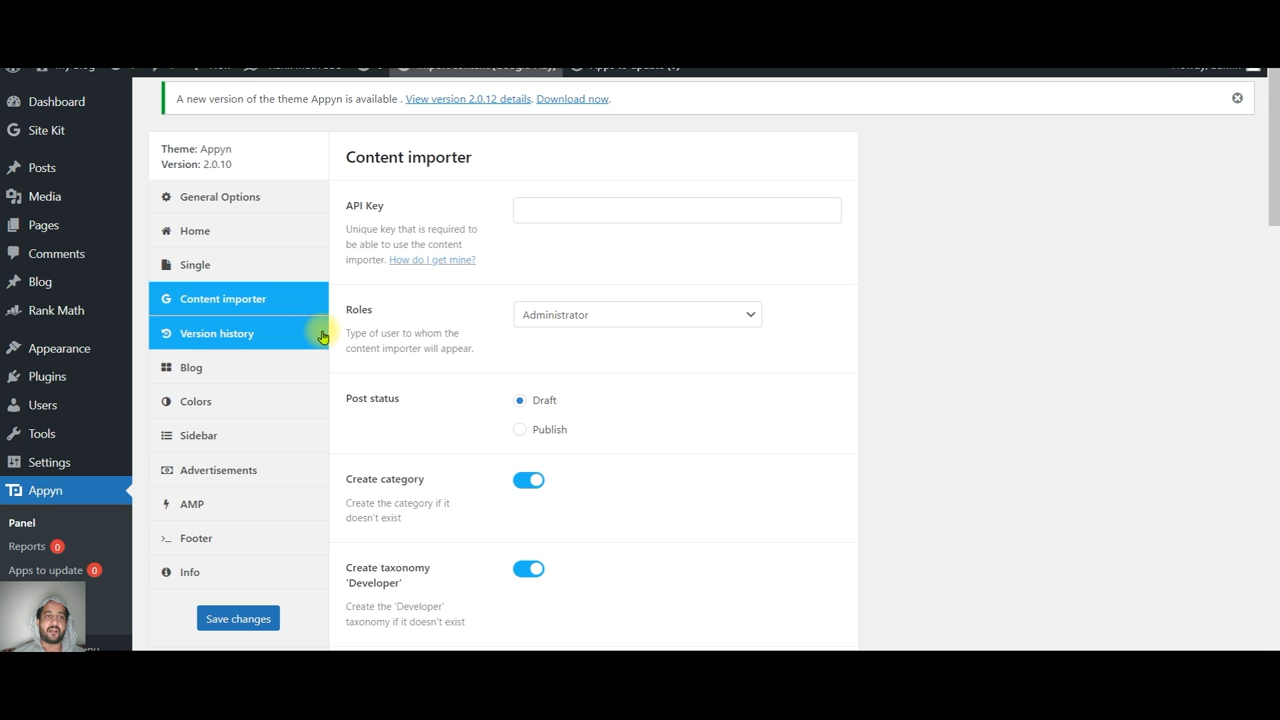 A new version of the theme Appyn is available . View version 2.0.12 details. Download now.
Dashboard
Site Kit
Posts
Media
Pages
Comments
Blog
Rank Math
Appearance
Plugins
Users
Tools
Settings
Appyn
Panel
Reports 0
Apps to update 0
Theme: Appyn
Version: 2.0.10
General Options
Home
Single
Content importer
Version history
Blog
Colors
Sidebar
Advertisements
AMP
Footer
Info
Save changes
Content importer
API Key
Unique key that is required to
be able to use the content
importer. How do I get mine?
Roles
Administrator
Type of user to whom the
content importer will appear.
Post status
Draft
Publish
Create category
Create the category if it
doesn't exist
Create taxonomy
'Developer'
Create the 'Developer'
taxonomy if it doesn't exist